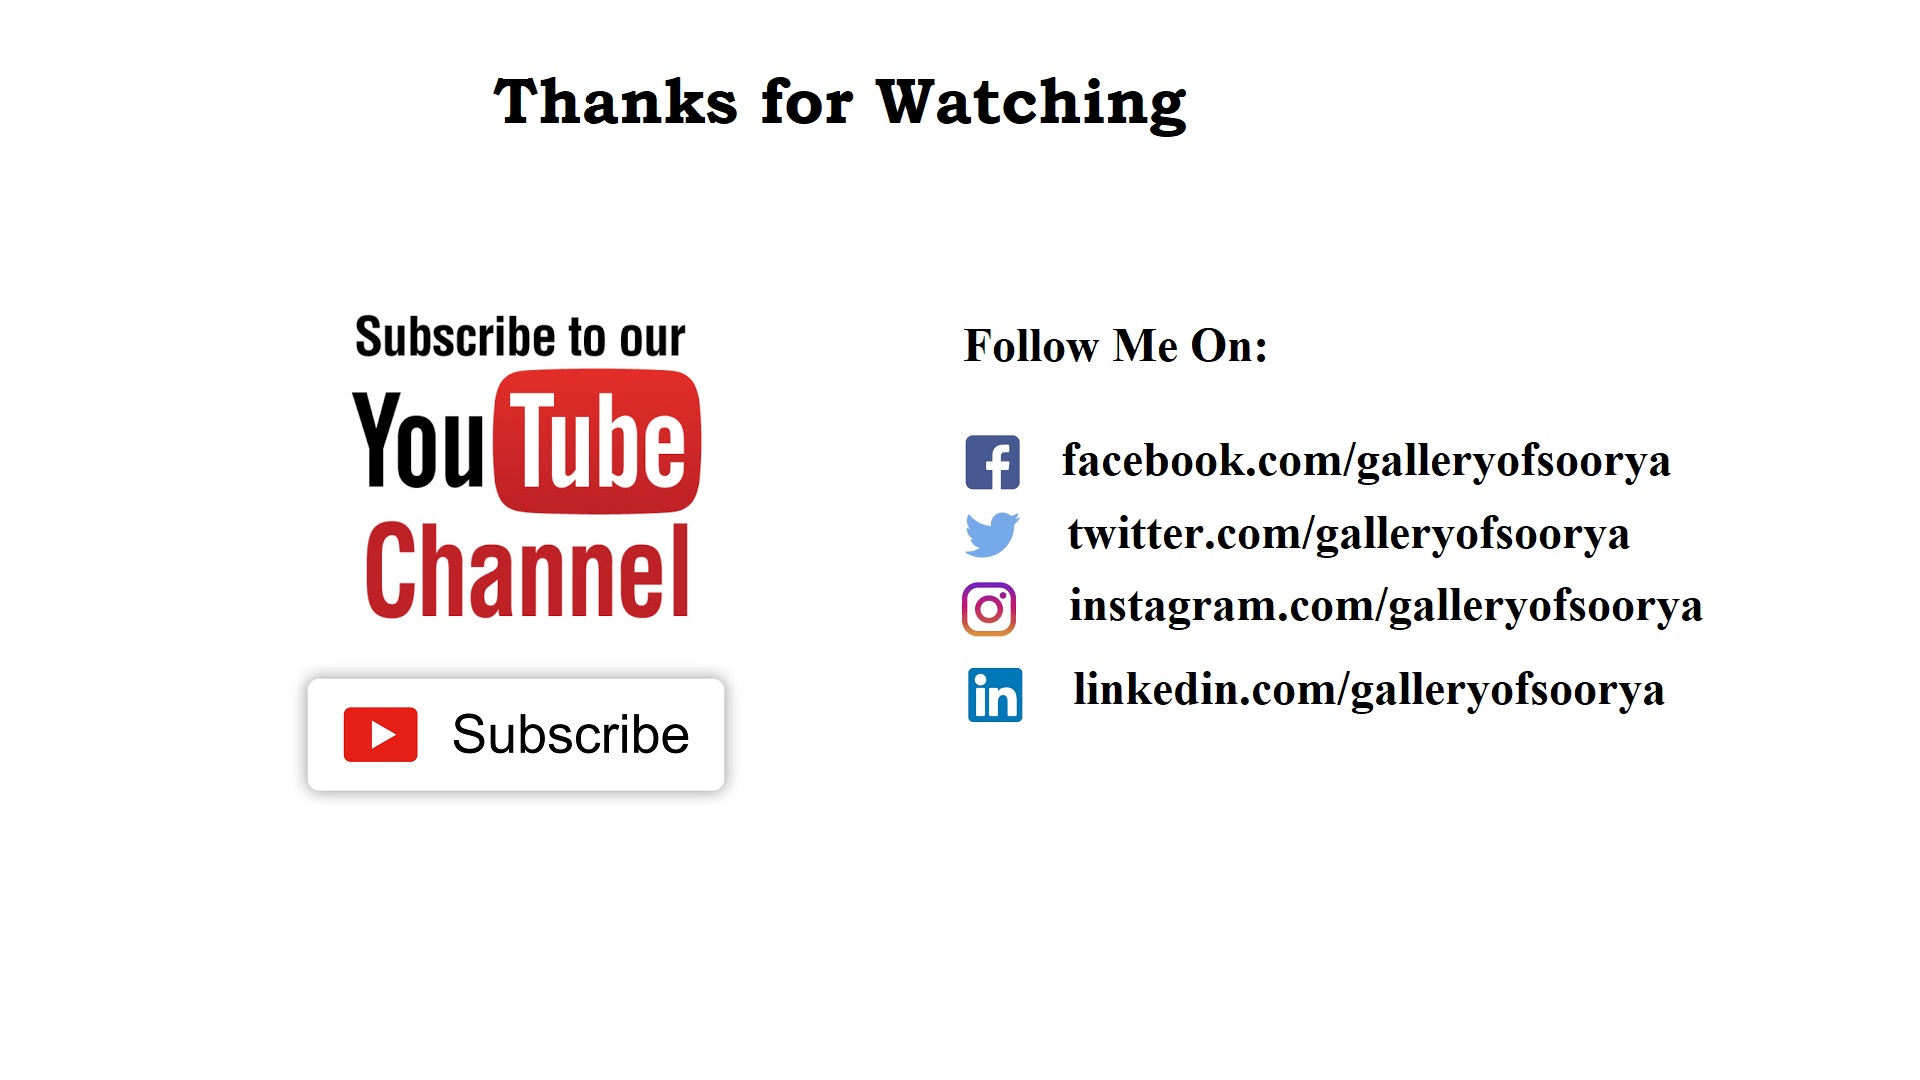 Thanks for Watching
Subscribe to our
YouTube
Channel
Subscribe
Follow Me On:
facebook.com/galleryofsoorya
twitter.com/galleryofsoorya
instagram.com/galleryofsoorya
linkedin.com/galleryofsoorya